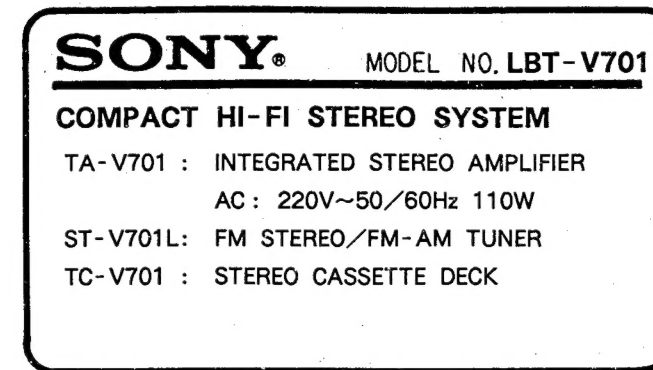 SONY® MODEL NO. LBT-V701
COMPACT HI-FI STEREO SYSTEM
TA-V701 : INTEGRATED STEREO AMPLIFIER
AC: 220V~50/60Hz 110W
ST-V701L: FM STEREO/FM-AM TUNER
TC-V701 : STEREO CASSETTE DECK